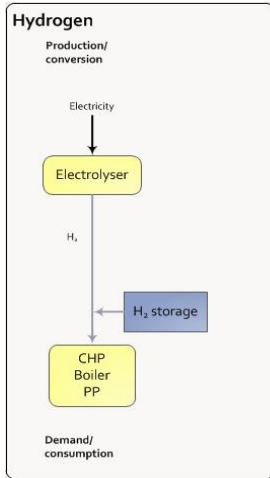 Hydrogen
Production/
conversion
Electricity
Electrolyser
H₂
H₂ storage
CHP
Boiler
PP
Demand/
consumption